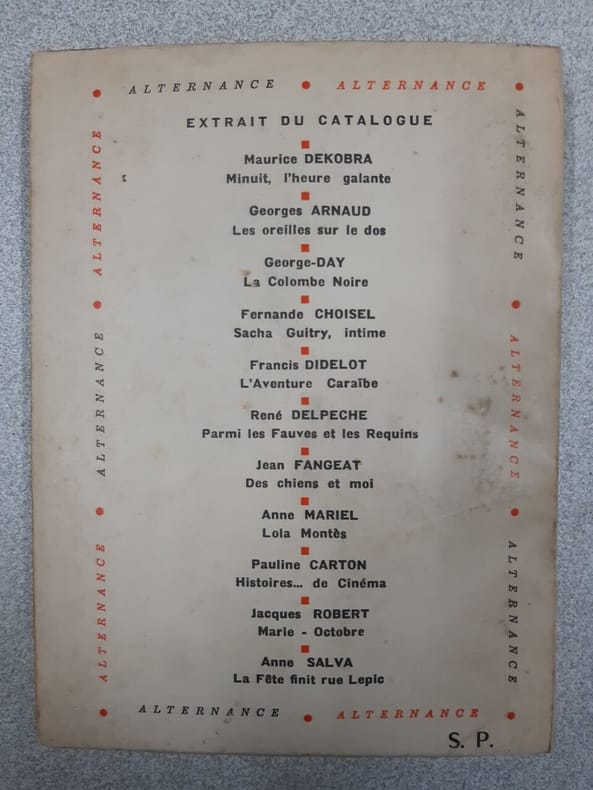 ALTERNANCE ● ALTERNANCE ●
EXTRAIT DU CATALOGUE
Maurice DEKOBRA
Minuit, l'heure galante
Georges ARNAUD
Les oreilles sur le dos
George-DAY
La Colombe Noire
Fernande CHOISEL
Sacha Guitry, intime
Francis DIDELOT
L'Aventure Caraïbe
René DELPECHE
Parmi les Fauves et les Requins
Jean FANGEAT
Des chiens et moi
Anne MARIEL
Lola Montès
Pauline CARTON
Histoires... de Cinéma
Jacques ROBERT
Marie - Octobre
Anne SALVA
La Fête finit rue Lepic
ALTERNANCE
ALTERNANCE
ALTERNANCE
ALTERNANCE
ALTERNANCE
ALTERNANCE
ALTERNANCE ● ALTERNANCE ●
S. P.